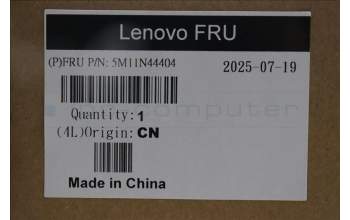 Lenovo FRU
(P)FRU P/N: 5M11N44404
2025-07-19
Quantity: 1
(4L)Origin: CN
Made in China